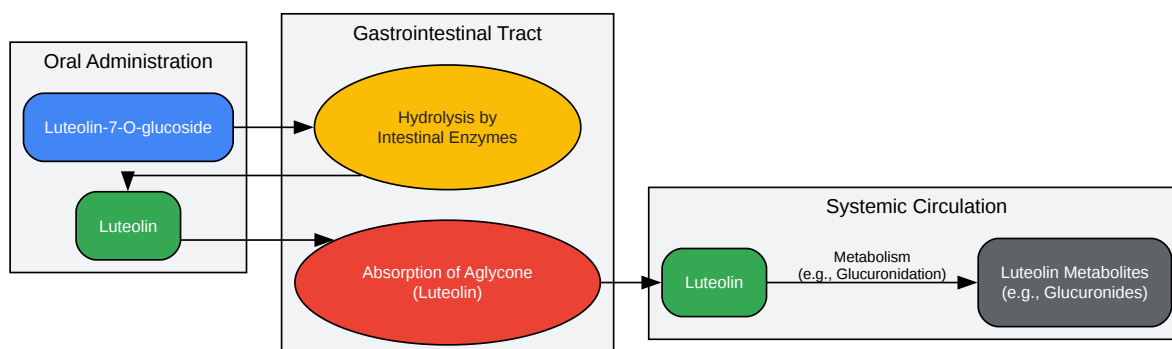 Oral Administration
Luteolin-7-O-glucoside
Luteolin
Gastrointestinal Tract
Hydrolysis by
Intestinal Enzymes
Absorption of Aglycone
(Luteolin)
Systemic Circulation
Luteolin
Metabolism
(e.g., Glucuronidation)
Luteolin Metabolites
(e.g., Glucuronides)